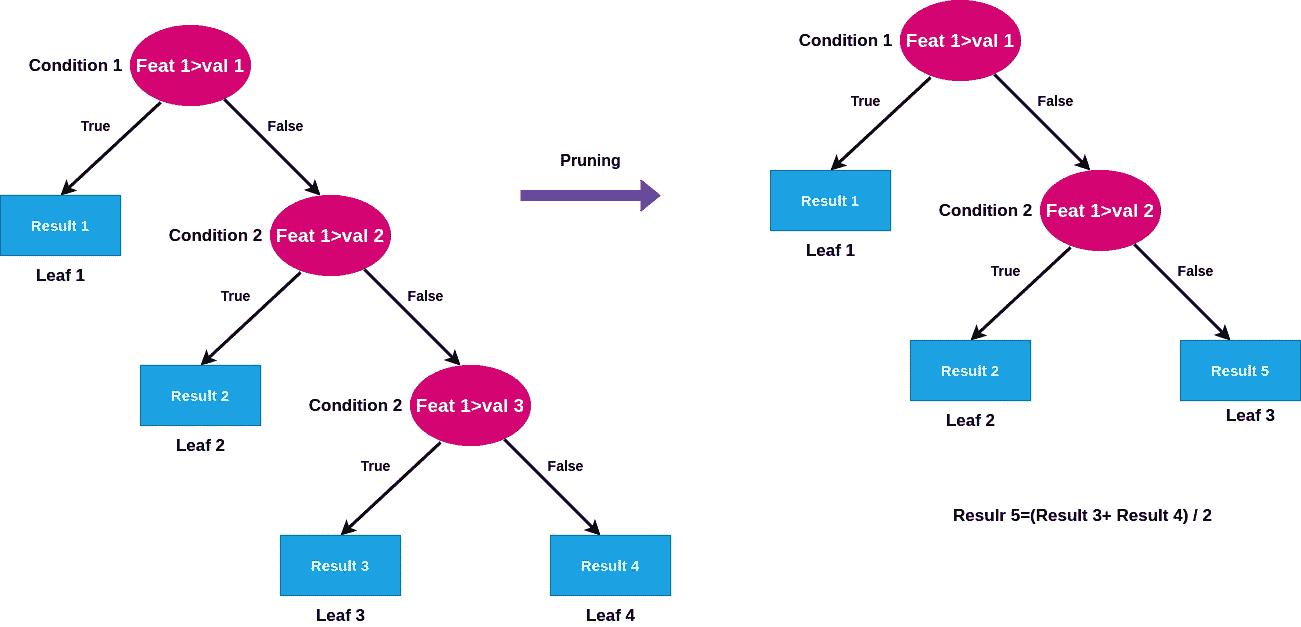 Condition 1
Feat 1>val 1
True
False
Result 1
Leaf 1
Condition 2
Feat 1>val 2
True
False
Result 2
Leaf 2
Condition 2
Feat 1>val 3
True
False
Result 3
Leaf 3
Result 4
Leaf 4
Pruning
Condition 1
Feat 1>val 1
True
False
Result 1
Leaf 1
Condition 2
Feat 1>val 2
True
False
Result 2
Leaf 2
Result 5
Leaf 3
Resulr 5=(Result 3+ Result 4) / 2